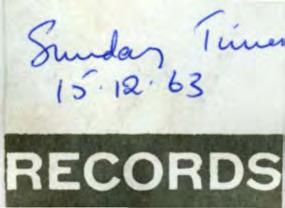 Sunday Times
15.12.63
RECORDS